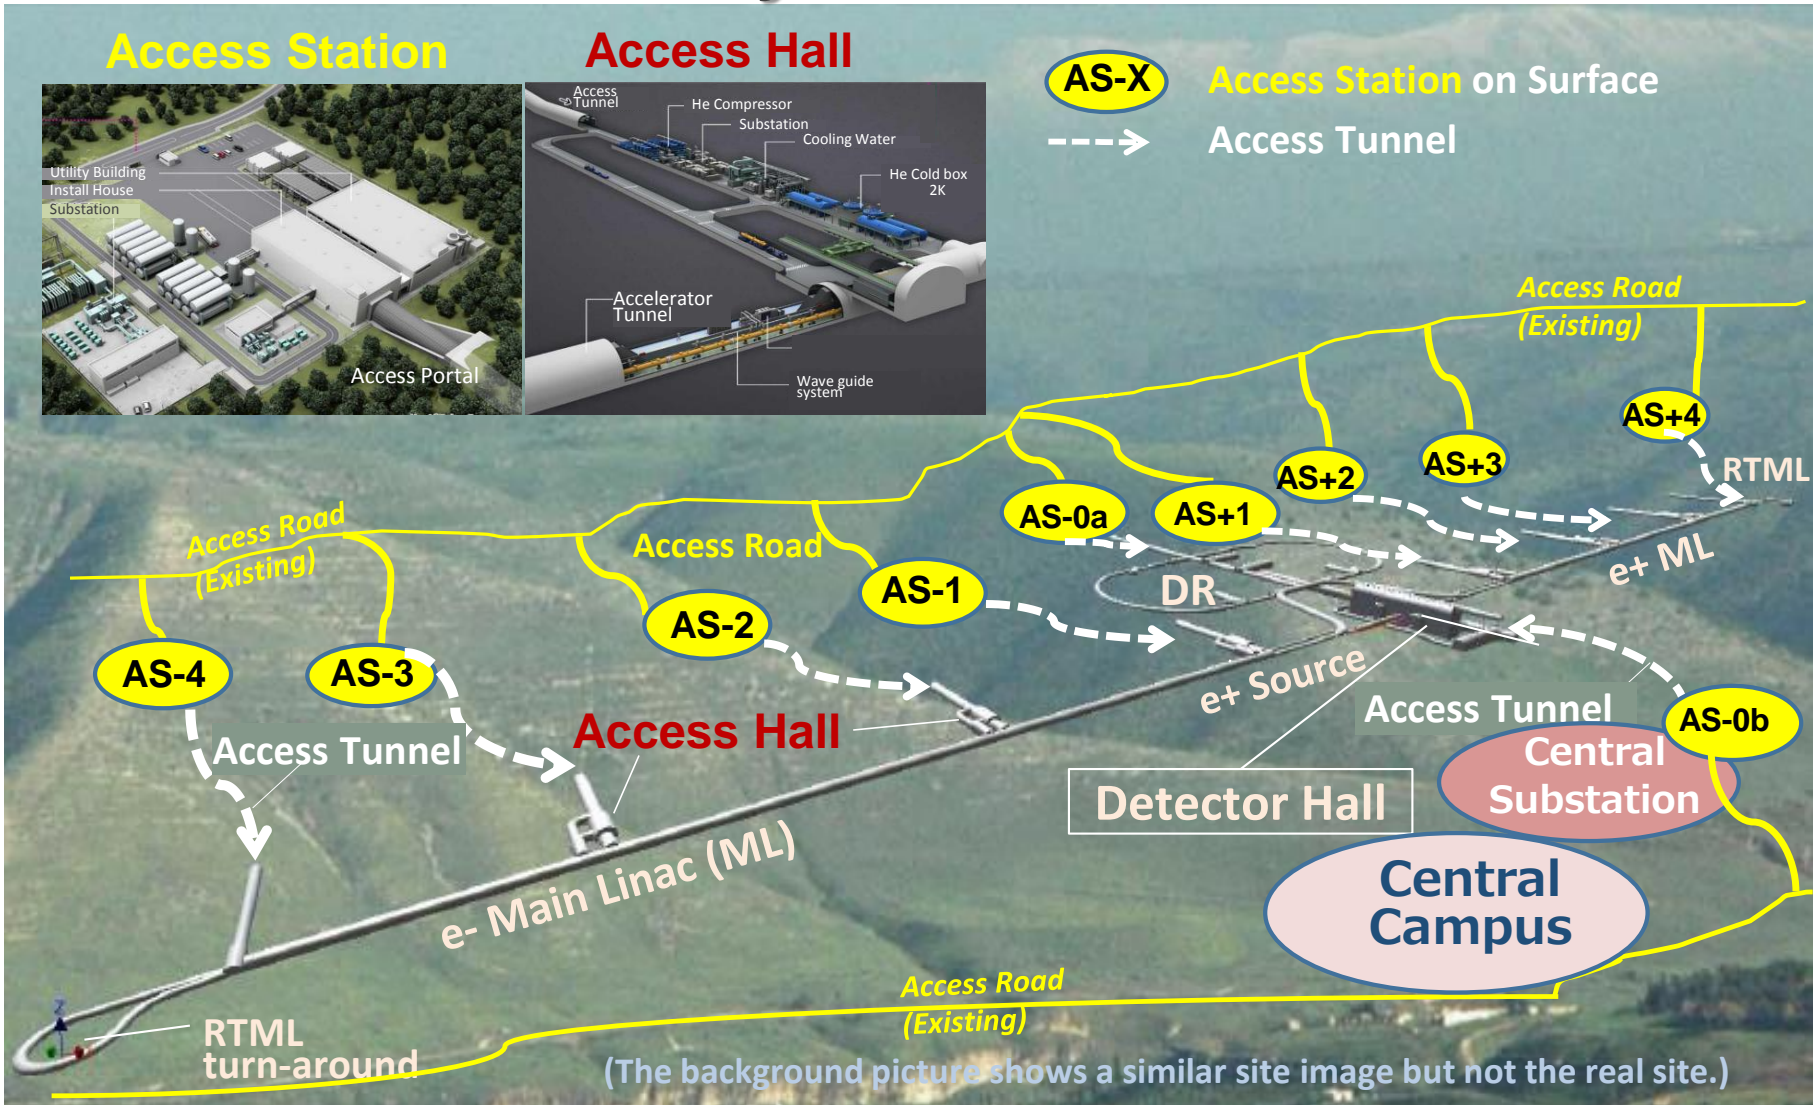 Access Station
Access Hall
AS-X
Access Station on Surface
Access Tunnel
Utility Building
Install House
Substation
Access Portal
Access
Tunnel
He Compressor
Substation
Cooling Water
He Cold box
2K
Accelerator
Tunnel
Wave guide
system
Access Road
(Existing)
AS+4
AS+3
AS+2
RTML
AS-0a
AS+1
Access Road
(Existing)
Access Road
AS-1
DR
e+ ML
AS-2
AS-4
AS-3
e+ Source
Access Tunnel
AS-0b
Access Tunnel
Access Hall
Central
Substation
Detector Hall
e- Main Linac (ML)
Central
Campus
Access Road
(Existing)
Z
RTML
turn-around
(The background picture shows a similar site image but not the real site.)